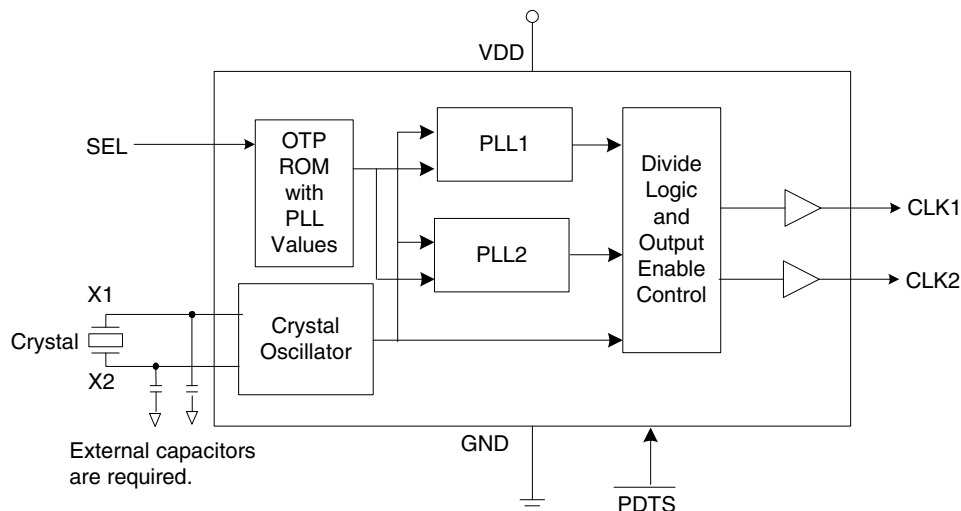 VDD
SEL
OTP
ROM
with
PLL
Values
PLL1
PLL2
Divide
Logic
and
Output
Enable
Control
CLK1
CLK2
X1
Crystal
X2
Crystal
Oscillator
External capacitors
are required.
GND
PDTS